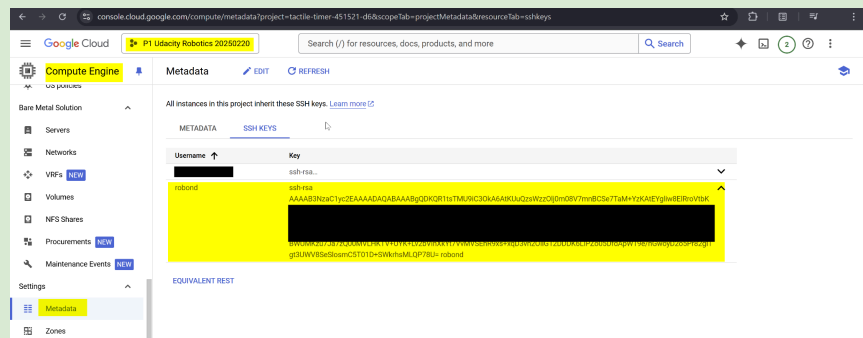 console.cloud.google.com/compute/metadata?project=tactile-timer-451521-d6&scopeTab=projectMetadata&resourceTab=sshkeys
Google Cloud
P1 Udacity Robotics 20250220
Search (/) for resources, docs, products, and more
Search
2
Compute Engine
Metadata
EDIT
REFRESH
OS policies
All instances in this project inherit these SSH keys. Learn more
Bare Metal Solution
METADATA SSH KEYS
Servers
Networks
Username Key
VRFs NEW
ssh-rsa...
Volumes
robond ssh-rsa
NFS Shares
Procurements NEW
Maintenance Events NEW
robond
EQUIVALENT REST
Settings
Metadata
Zones